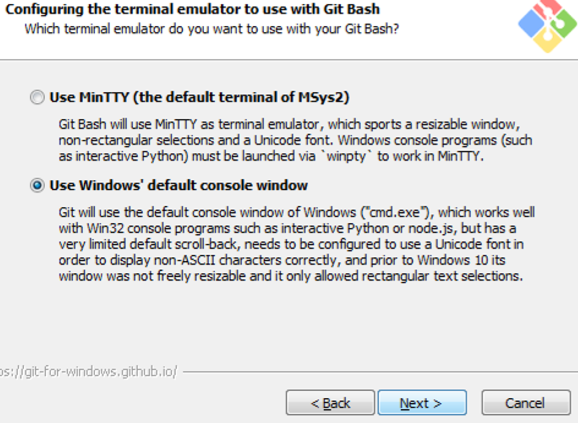 Configuring the terminal emulator to use with Git Bash
Which terminal emulator do you want to use with your Git Bash?
Use MinTTY (the default terminal of MSys2)
Git Bash will use MinTTY as terminal emulator, which sports a resizable window,
non-rectangular selections and a Unicode font. Windows console programs (such
as interactive Python) must be launched via `winpty` to work in MinTTY.
Use Windows' default console window
Git will use the default console window of Windows ("cmd.exe"), which works well
with Win32 console programs such as interactive Python or node.js, but has a
very limited default scroll-back, needs to be configured to use a Unicode font in
order to display non-ASCII characters correctly, and prior to Windows 10 its
window was not freely resizable and it only allowed rectangular text selections.
ps://git-for-windows.github.io/
< Back
Next >
Cancel